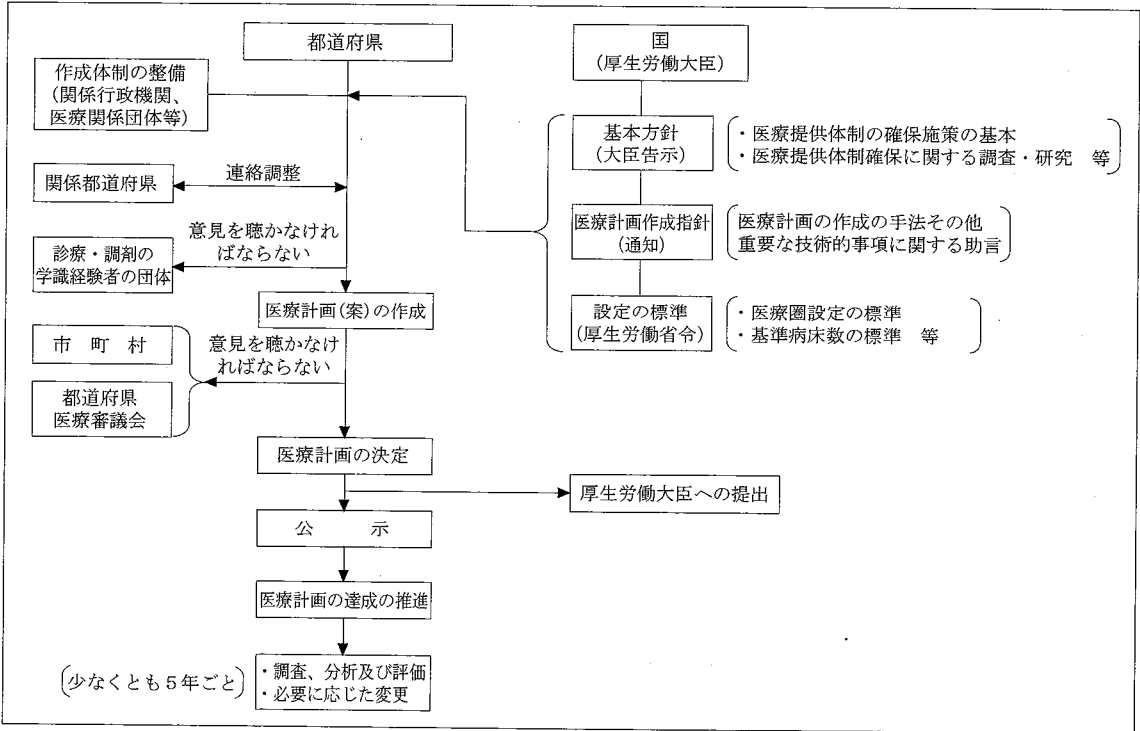 都道府県
作成体制の整備
(関係行政機関、
医療関係団体等)
関係都道府県
連絡調整
意見を聴かなけれ
ばならない
診療・調剤の
学識経験者の団体
医療計画(案)の作成
市 町 村
都道府県
医療審議会
意見を聴かなけ
ればならない
医療計画の決定
厚生労働大臣への提出
公 示
医療計画の達成の推進
(少なくとも5年ごと)
・調査、分析及び評価
・必要に応じた変更
国
(厚生労働大臣)
基本方針
(大臣告示)
・医療提供体制の確保施策の基本
・医療提供体制確保に関する調査・研究 等
医療計画作成指針
(通知)
医療計画の作成の手法その他
重要な技術的事項に関する助言
設定の標準
(厚生労働省令)
・医療圏設定の標準
・基準病床数の標準 等